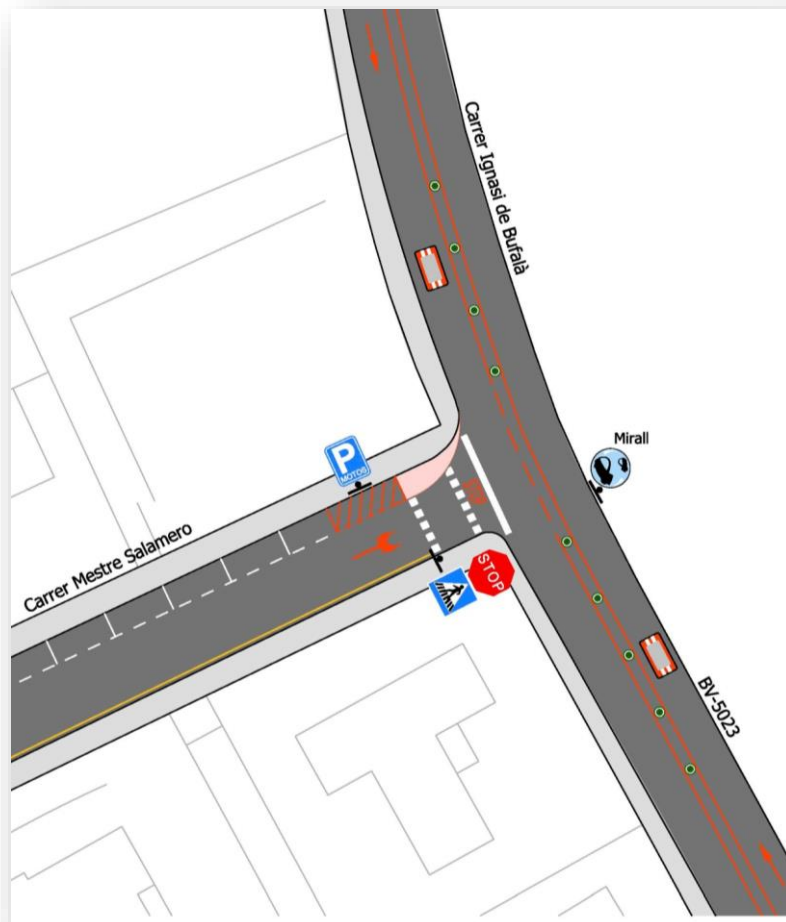 Carrer Ignasi de Bufalà
Mirall
P
MOTOS
Carrer Mestre Salamero
STOP
BV-5023